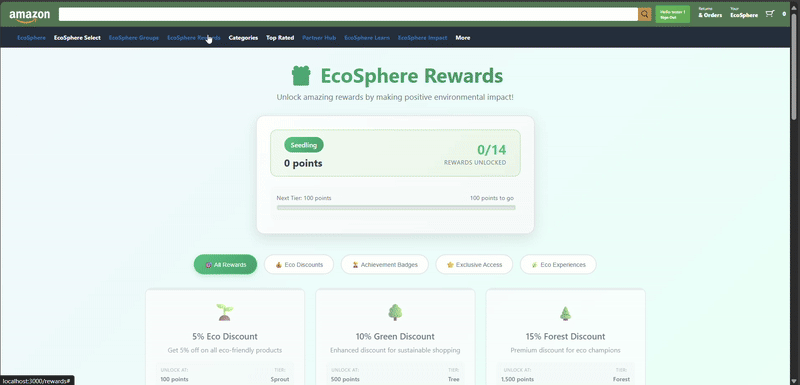 amazon
Hello tester !
Sign Out
Returns
& Orders
Your
EcoSphere
0
EcoSphere EcoSphere Select EcoSphere Groups EcoSphere Rewards Categories Top Rated Partner Hub EcoSphere Learn EcoSphere Impact More
EcoSphere Rewards
Unlock amazing rewards by making positive environmental impact!
Seedling
0 points
0/14
REWARDS UNLOCKED
Next Tier: 100 points
100 points to go
All Rewards
Eco Discounts
Achievement Badges
Exclusive Access
Eco Experiences
5% Eco Discount
Get 5% off on all eco-friendly products
UNLOCK AT:
100 points
TIER:
Sprout
10% Green Discount
Enhanced discount for sustainable shopping
UNLOCK AT:
500 points
TIER:
Tree
15% Forest Discount
Premium discount for eco champions
UNLOCK AT:
1,500 points
TIER:
Forest
localhost:3000/rewards#